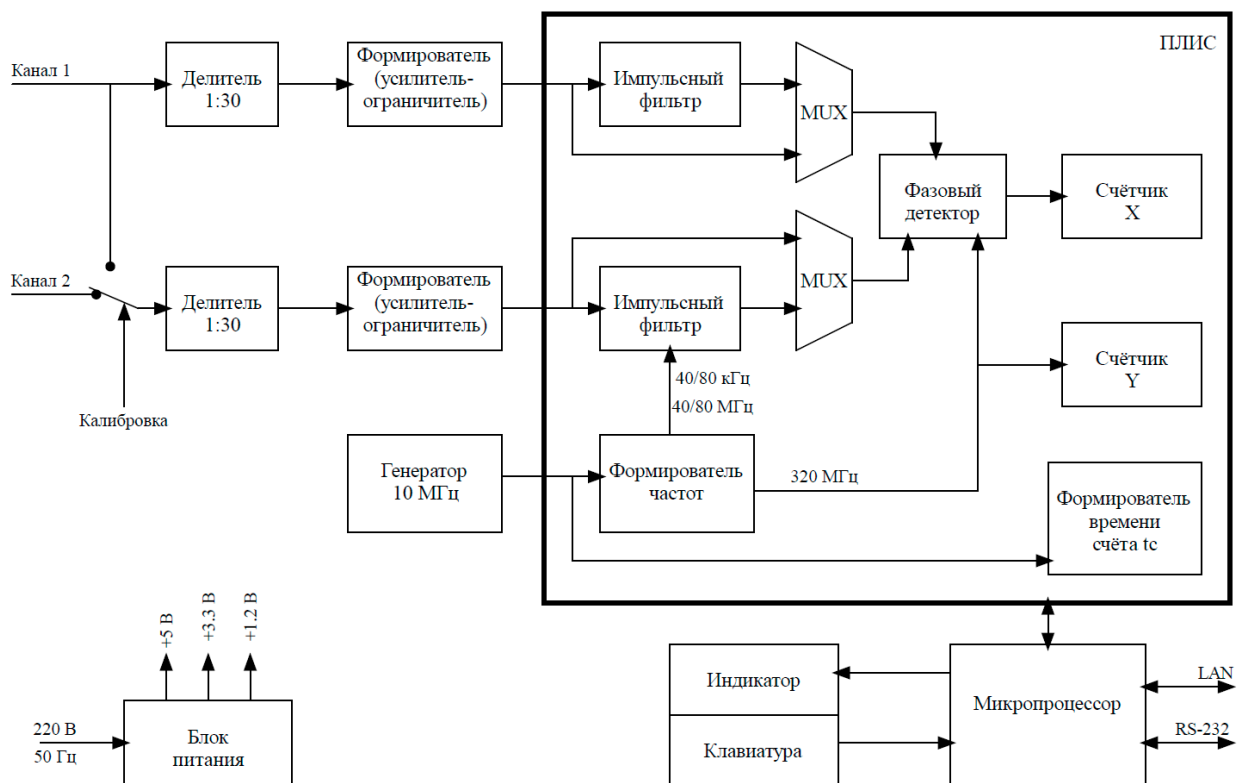 ПЛИС
Канал 1
Делитель
1:30
Формирователь
(усилитель-
ограничитель)
Импульсный
фильтр
MUX
Фазовый
детектор
Счётчик
X
Канал 2
Делитель
1:30
Формирователь
(усилитель-
ограничитель)
Импульсный
фильтр
MUX
Счётчик
Y
40/80 кГц
40/80 МГц
Калибровка
Генератор
10 МГц
Формирователь
частот
320 МГц
Формирователь
времени
счёта tc
+5 В
+3.3 В
+1.2 В
220 В
50 Гц
Блок
питания
Индикатор
Клавиатура
Микропроцессор
LAN
RS-232